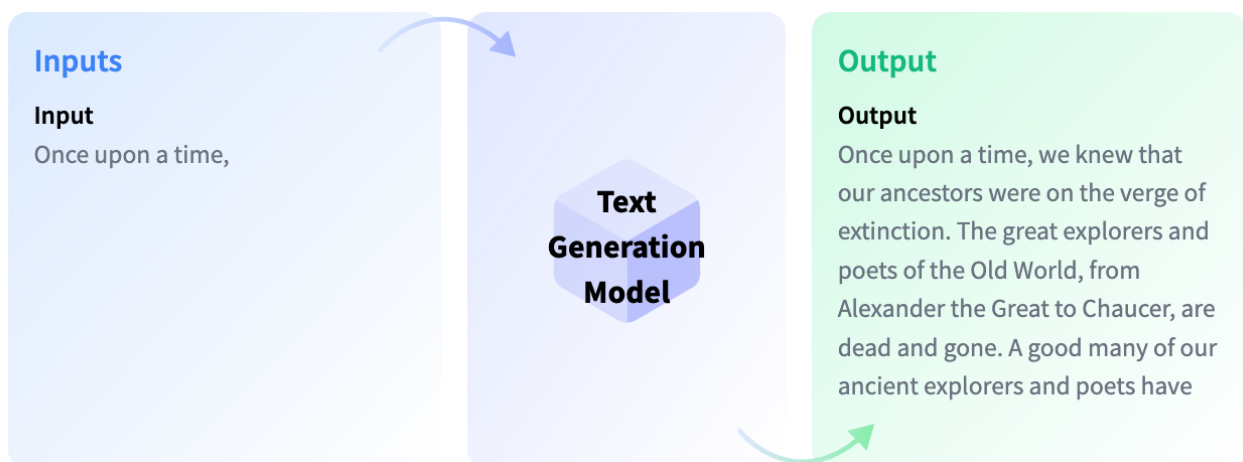 Inputs
Input
Once upon a time,
Text
Generation
Model
Output
Output
Once upon a time, we knew that
our ancestors were on the verge of
extinction. The great explorers and
poets of the Old World, from
Alexander the Great to Chaucer, are
dead and gone. A good many of our
ancient explorers and poets have